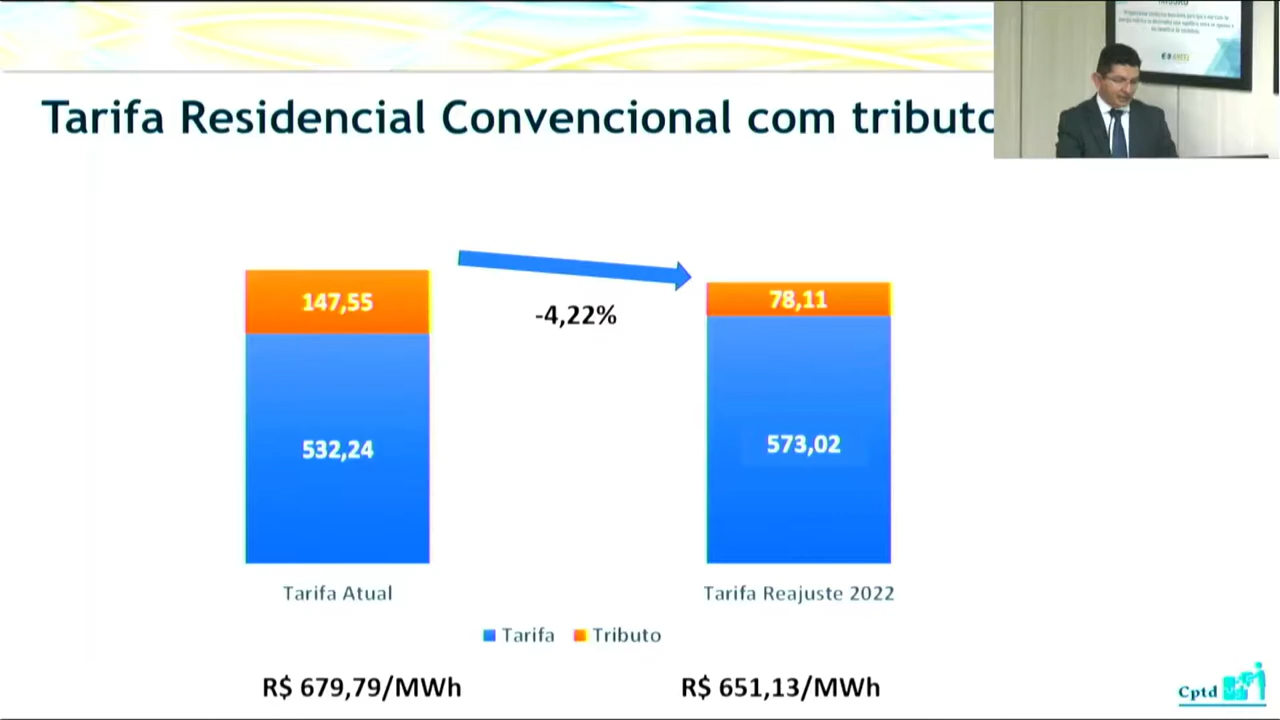 Tarifa Residencial Convencional com tributo
147,55
78,11
-4,22%
532,24
573,02
Tarifa Atual
Tarifa Reajuste 2022
Tarifa
Tributo
R$ 679,79/MWh
R$ 651,13/MWh
Cptd